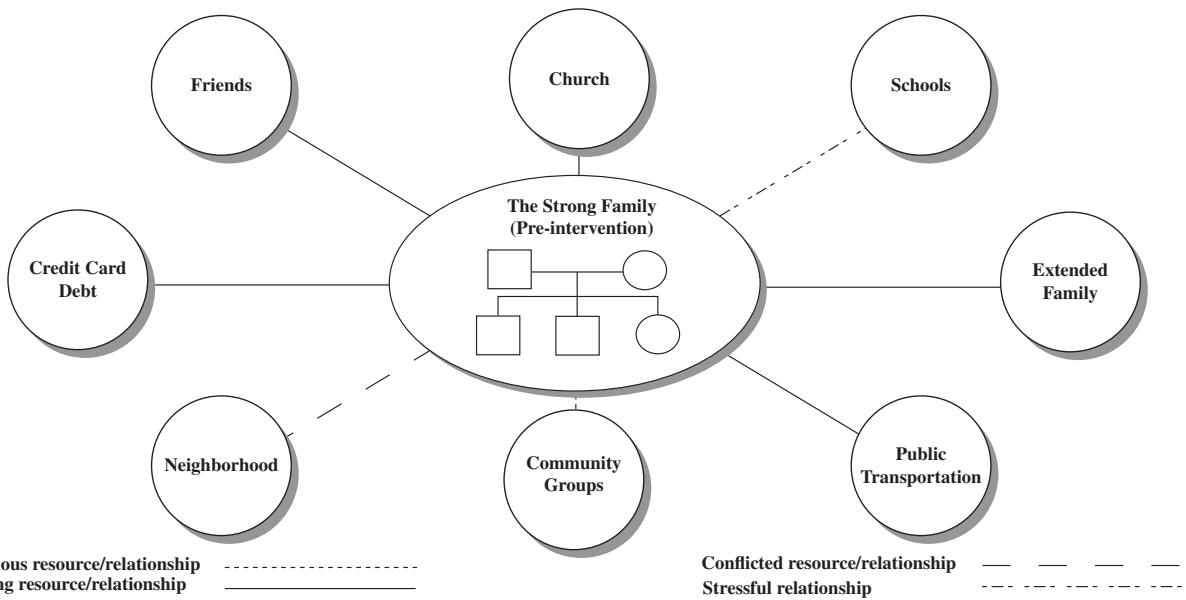 Friends
Church
Schools
The Strong Family
(Pre-intervention)
Credit Card
Debt
Extended
Family
Neighborhood
Community
Groups
Public
Transportation
resource/relationship
resource/relationship
Conflicted resource/relationship
Stressful relationship